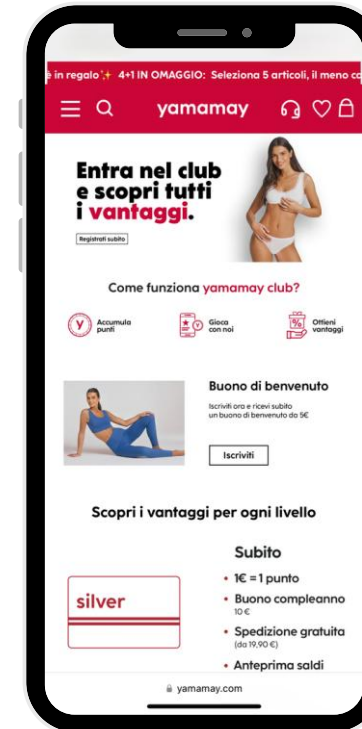 è in regalo✨ 4+1 IN OMAGGIO: Seleziona 5 articoli, il meno ca
yamamay
Entra nel club
e scopri tutti
i vantaggi.
Registrati subito
Come funziona yamamay club?
y
Accumula
punti
Gioca
con noi
Ottieni
vantaggi
Buono di benvenuto
Iscriviti ora e ricevi subito
un buono di benvenuto da 5€
Iscriviti
Scopri i vantaggi per ogni livello
silver
Subito
• 1€ = 1 punto
• Buono compleanno
10 €
• Spedizione gratuita
(da 19,90 €)
• Anteprima saldi
yamamay.com